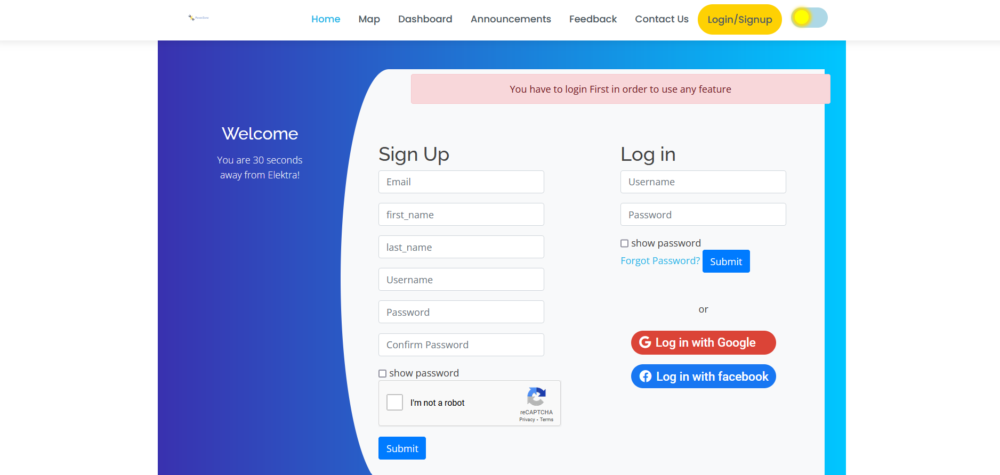 PowerZone
Home Map Dashboard Announcements Feedback Contact Us Login/Signup
You have to login First in order to use any feature
Welcome
You are 30 seconds
away from Elektra!
Sign Up
Email
first_name
last_name
Username
Password
Confirm Password
show password
I'm not a robot
reCAPTCHA
Privacy - Terms
Submit
Log in
Username
Password
show password
Forgot Password? Submit
or
Log in with Google
Log in with facebook